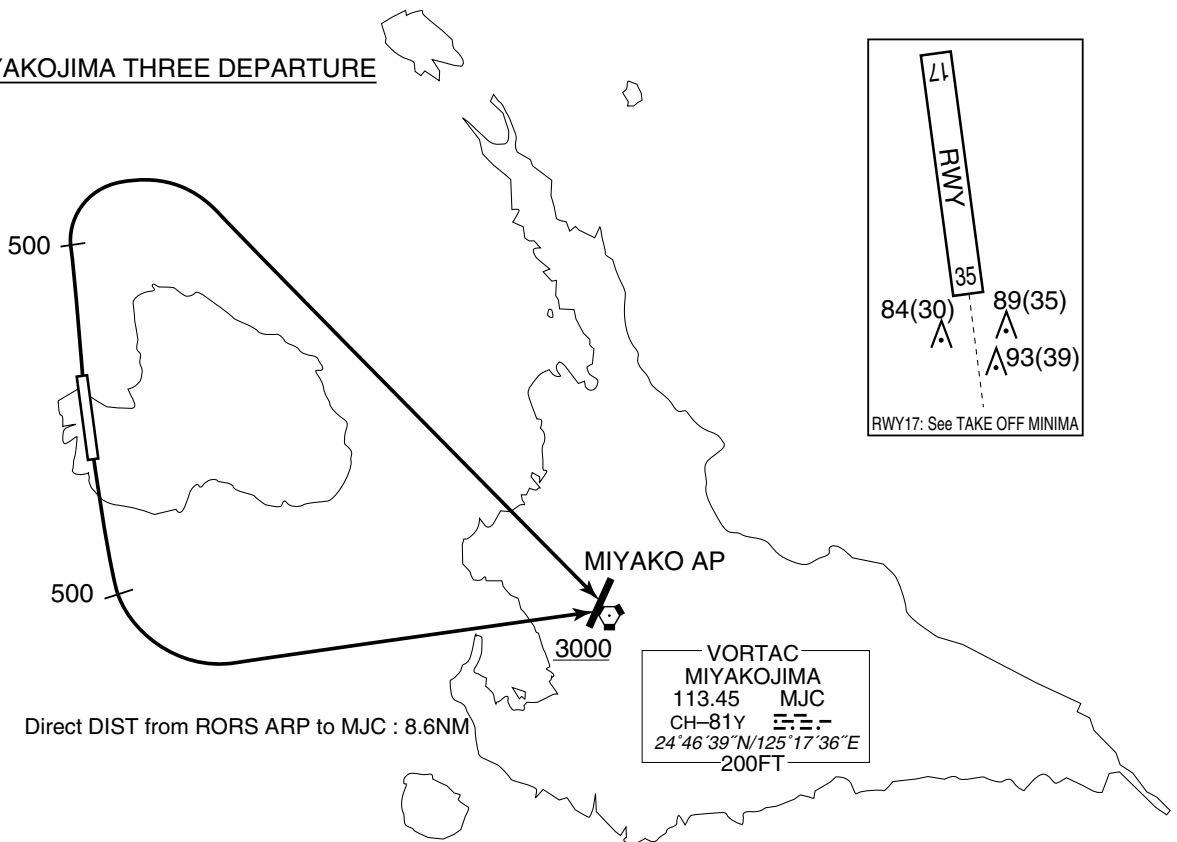 YAKOJIMA THREE DEPARTURE
17
RWY
35
84(30)
89(35)
93(39)
RWY17: See TAKE OFF MINIMA
500
500
MIYAKO AP
3000
VORTAC
MIYAKOJIMA
113.45 MJC
CH–81Y
24°46′39″N/125°17′36″E
200FT
Direct DIST from RORS ARP to MJC : 8.6NM